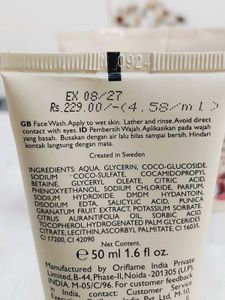 IN 0924
EX 08/27
Rs.229.00/-(4.58/mL)
GB Face Wash. Apply to wet skin. Lather and rinse. Avoid direct
contact with eyes. ID Pembersih Wajah. Aplikasikan pada wajah
yang basah. Busakan dengan air lalu bilas sampai bersih. Hindari
kontak langsung dengan mata.
Created in Sweden
INGREDIENTS: AQUA, GLYCERIN, COCO-GLUCOSIDE,
SODIUM COCO-SULFATE, COCAMIDOPROPYL
BETAINE, GLYCERYL OLEATE, CITRIC ACID,
PHENOXYETHANOL, SODIUM CHLORIDE, PARFUM,
SODIUM HYDROXIDE, DMDM HYDANTOIN,
DISODIUM EDTA, SALICYLIC ACID, PUNICA
GRANATUM FRUIT EXTRACT, POTASSIUM SORBATE,
CITRUS AURANTIFOLIA OIL, SORBIC ACID,
TOCOPHEROL, HYDROGENATED PALM GLYCERIDES
CITRATE, LECITHIN, ASCORBYL PALMITATE, CI 16035,
CI 17200, CI 42090
Net Content:
e 50 ml 1.6 fl oz.
Manufactured by Oriflame India Private
Limited, B-44, Phase-II, Noida -201305 (U.P),
INDIA. M-05/C/96. For customer feedback
Customer
India Pvt Ltd.